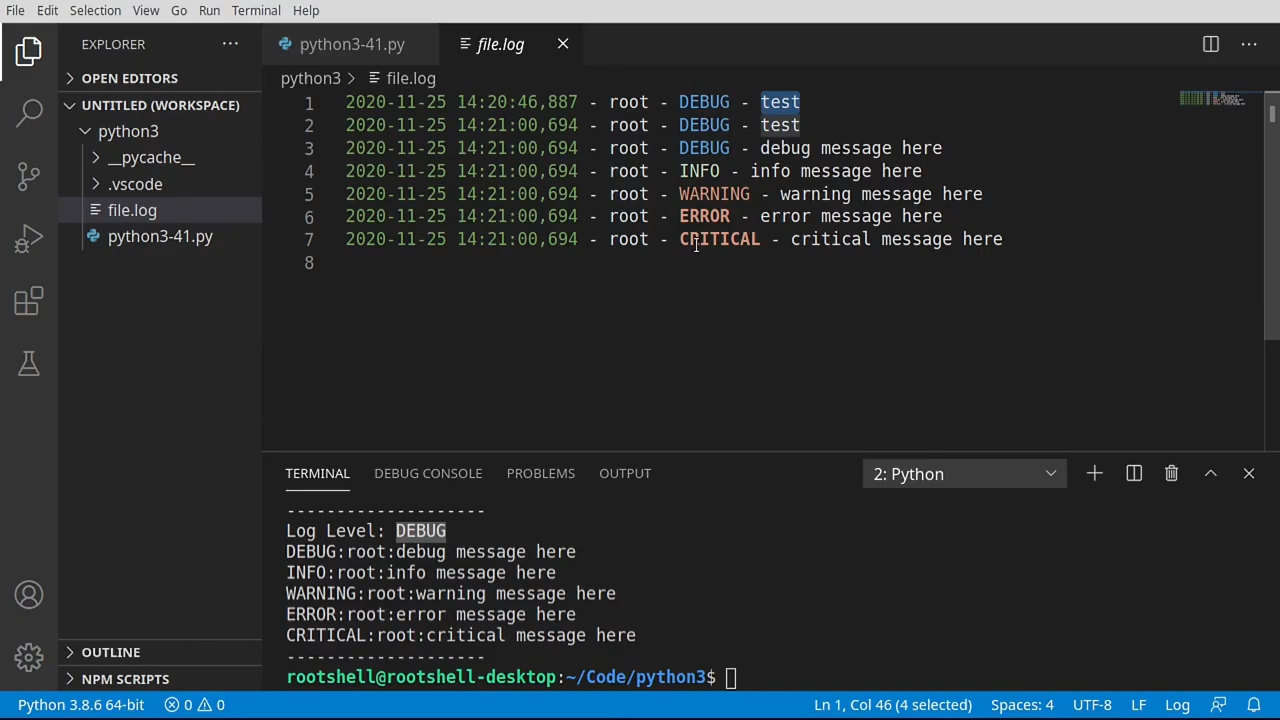 File Edit Selection View Go Run Terminal Help
EXPLORER ···
python3-41.py file.log
OPEN EDITORS
UNTITLED (WORKSPACE)
python3
__pycache__
.vscode
file.log
python3-41.py
OUTLINE
NPM SCRIPTS
python3 > file.log
1 2020-11-25 14:20:46,887 - root - DEBUG - test
2 2020-11-25 14:21:00,694 - root - DEBUG - test
3 2020-11-25 14:21:00,694 - root - DEBUG - debug message here
4 2020-11-25 14:21:00,694 - root - INFO - info message here
5 2020-11-25 14:21:00,694 - root - WARNING - warning message here
6 2020-11-25 14:21:00,694 - root - ERROR - error message here
7 2020-11-25 14:21:00,694 - root - CRITICAL - critical message here
8
TERMINAL DEBUG CONSOLE PROBLEMS OUTPUT 2: Python
--------------------
Log Level: DEBUG
DEBUG:root:debug message here
INFO:root:info message here
WARNING:root:warning message here
ERROR:root:error message here
CRITICAL:root:critical message here
--------------------
rootshell@rootshell-desktop:~/Code/python3$
Python 3.8.6 64-bit 0 0 Ln 1, Col 46 (4 selected) Spaces: 4 UTF-8 LF Log